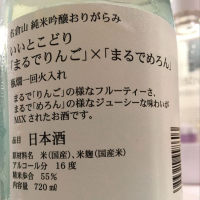 名倉山 純米吟醸おりがらみ
いいとこどり
「まるでりんご」×「まるでめろん」
瓶燗一回火入れ
「まるでりんご」の様なフルーティーさ、
まるでめろん」の様なジューシーな味わいが
MIXされたお酒です。
品目 日本酒
原材料名 米(国産)、米麹(国産米)
アルコール分 16度
精米歩合 55%
内容量 720ml